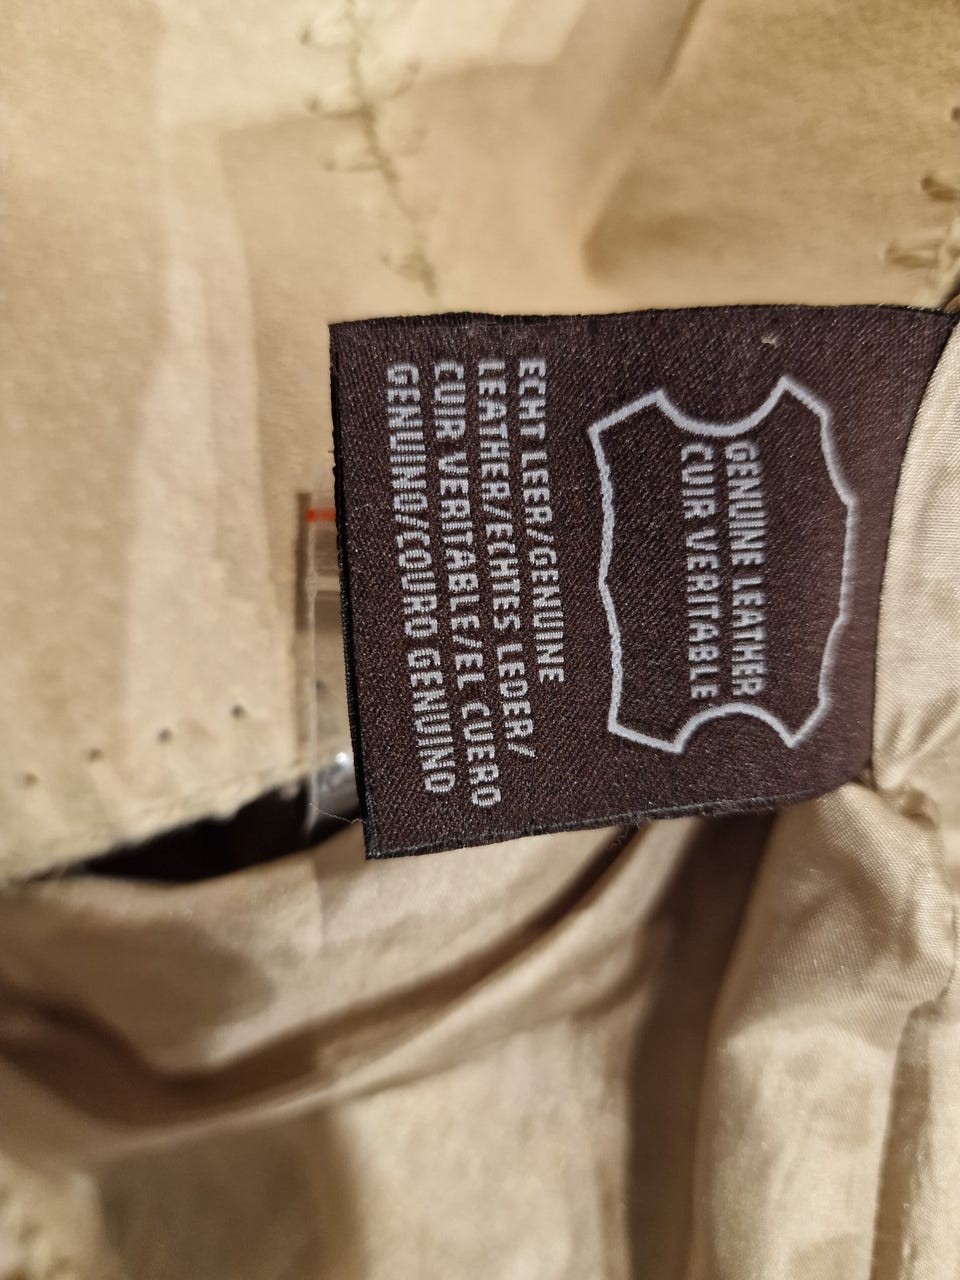 GENUINE LEATHER
CUIR VERITABLE
ECHT LEER/GENUINE
LEATHER/ECHTES LEDER/
CUIR VERITABLE/EL CUERO
GENUINO/COURO GENUINO